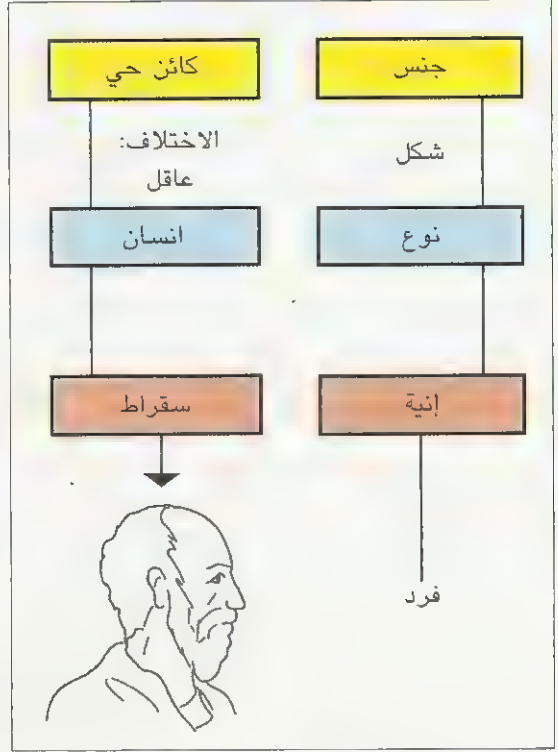 جنس
كائن حي
شكل
الاختلاف:
عاقل
نوع
انسان
إنية
سقراط
فرد